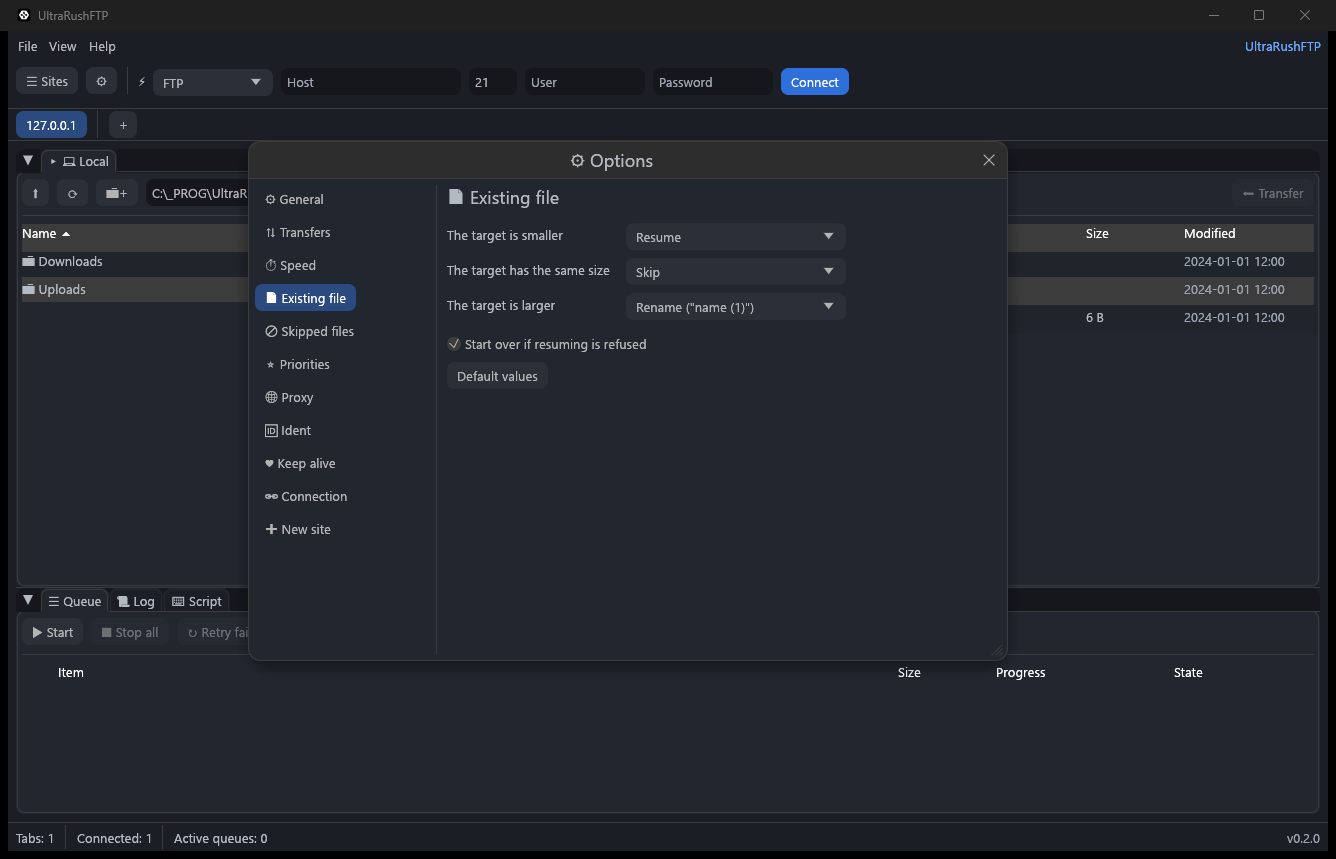 UltraRushFTP
File View Help UltraRushFTP
Sites FTP Host 21 User Password Connect
127.0.0.1 +
Local
C:\_PROG\UltraR Transfer
Name Size Modified
Downloads 2024-01-01 12:00
Uploads 2024-01-01 12:00
6 B 2024-01-01 12:00
Options
General
Transfers
Speed
Existing file
Skipped files
Priorities
Proxy
Ident
Keep alive
Connection
New site
Existing file
The target is smaller Resume
The target has the same size Skip
The target is larger Rename ("name (1)")
Start over if resuming is refused
Default values
Queue Log Script
Start Stop all Retry fai
Item Size Progress State
Tabs: 1 Connected: 1 Active queues: 0 v0.2.0